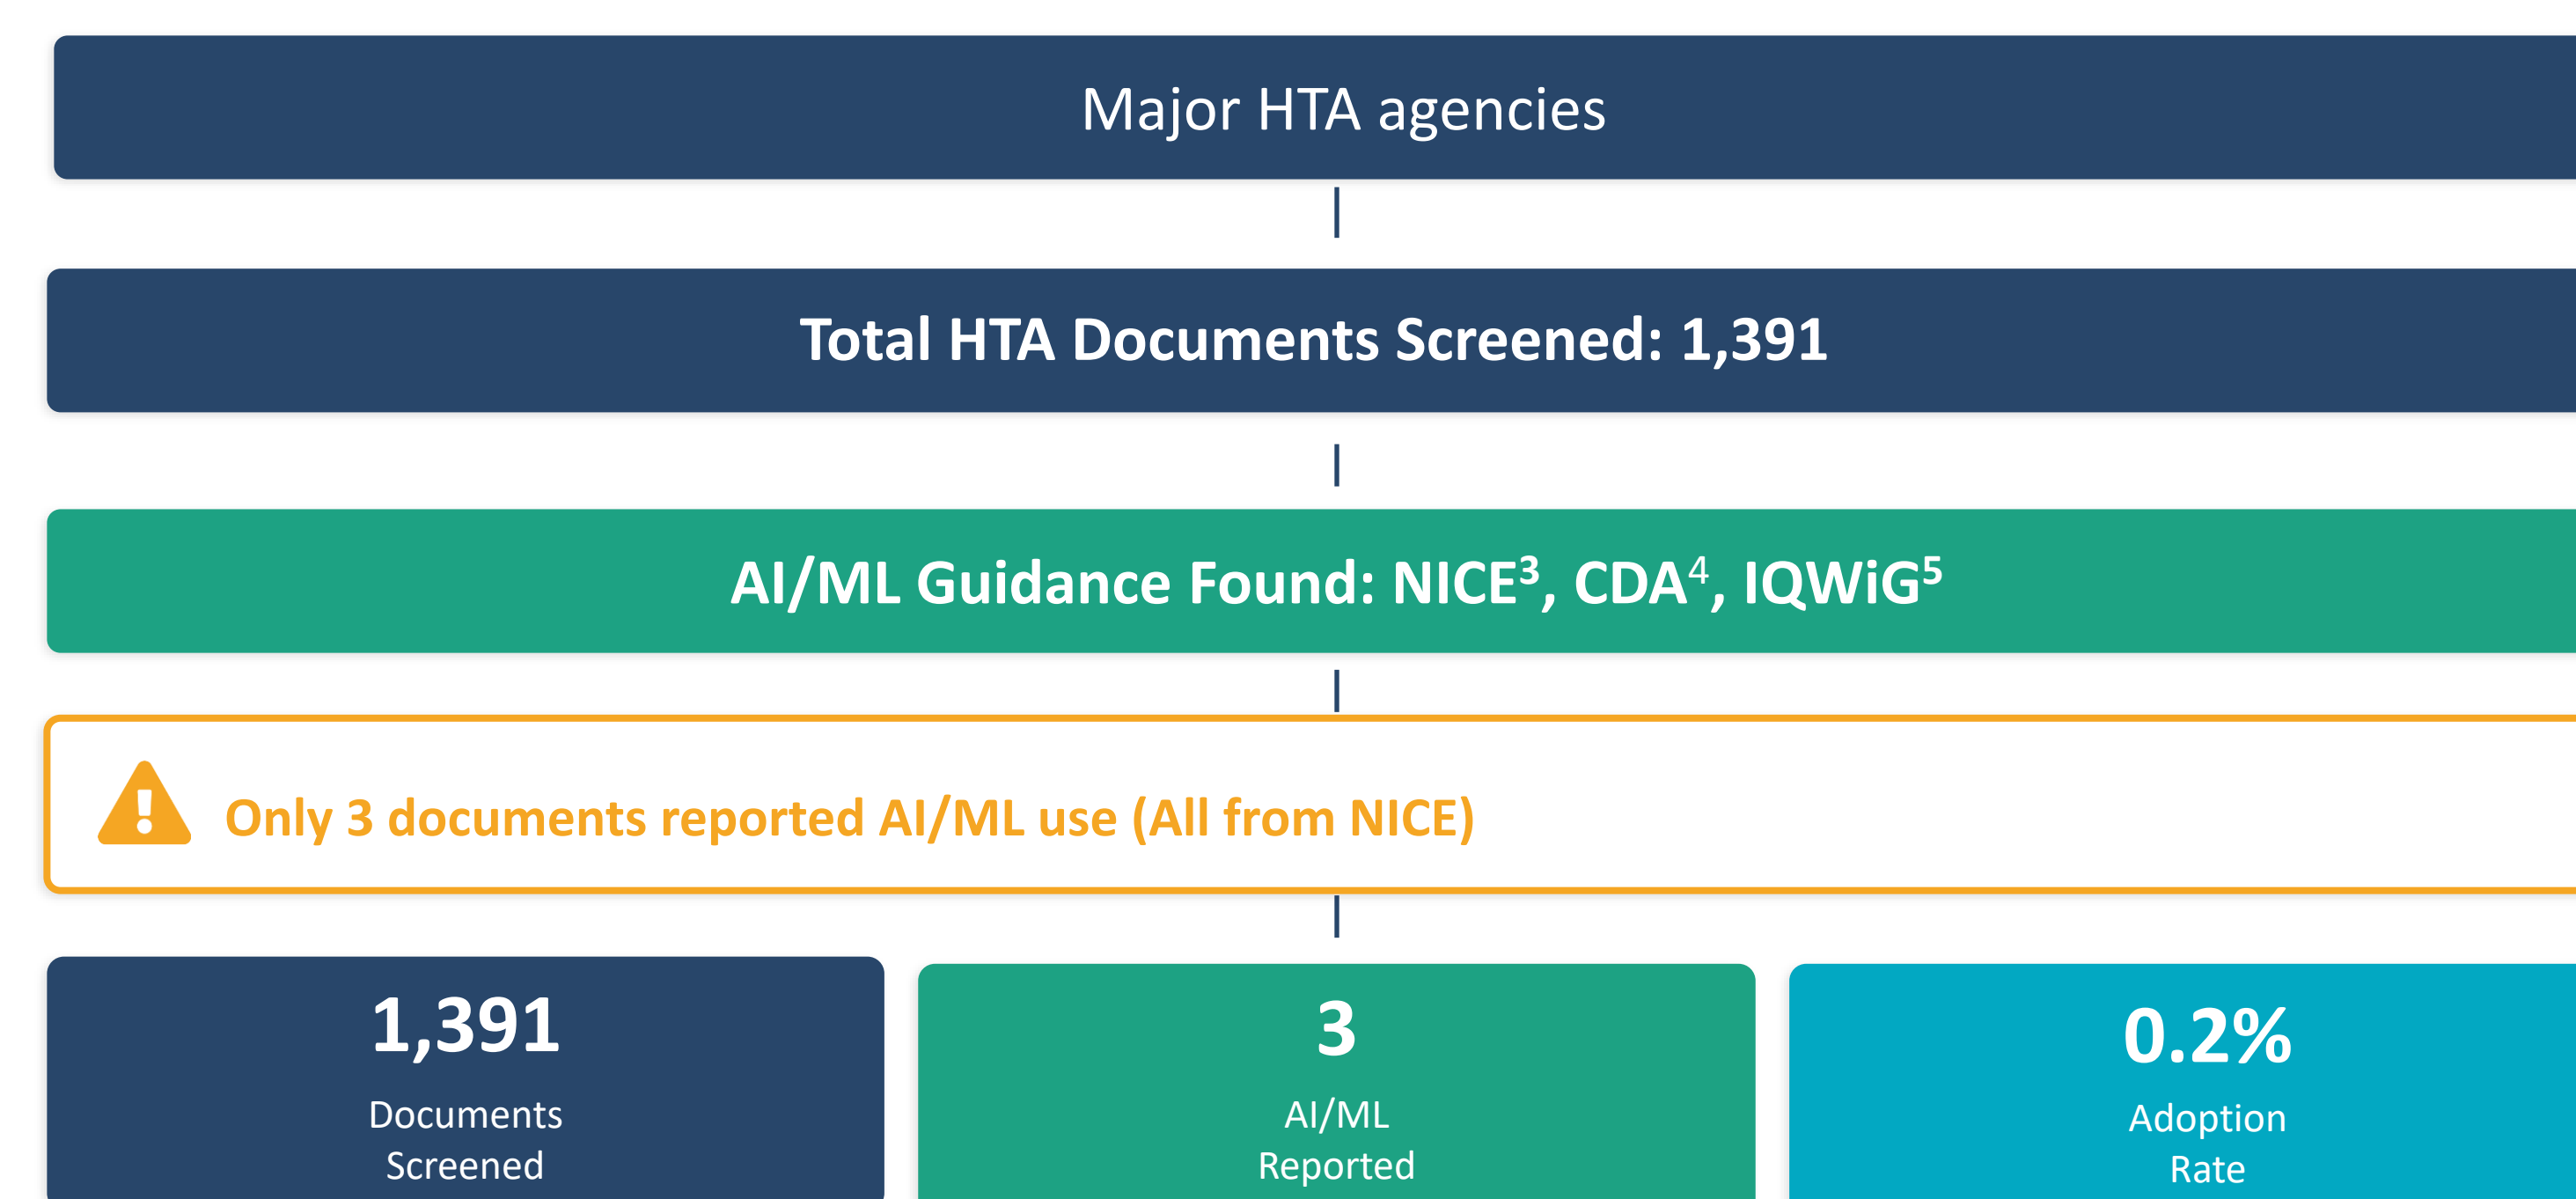 Major HTA agencies
Total HTA Documents Screened: 1,391
AI/ML Guidance Found: NICE³, CDA⁴, IQWiG⁵
Only 3 documents reported AI/ML use (All from NICE)
1,391
Documents
Screened
3
AI/ML
Reported
0.2%
Adoption
Rate